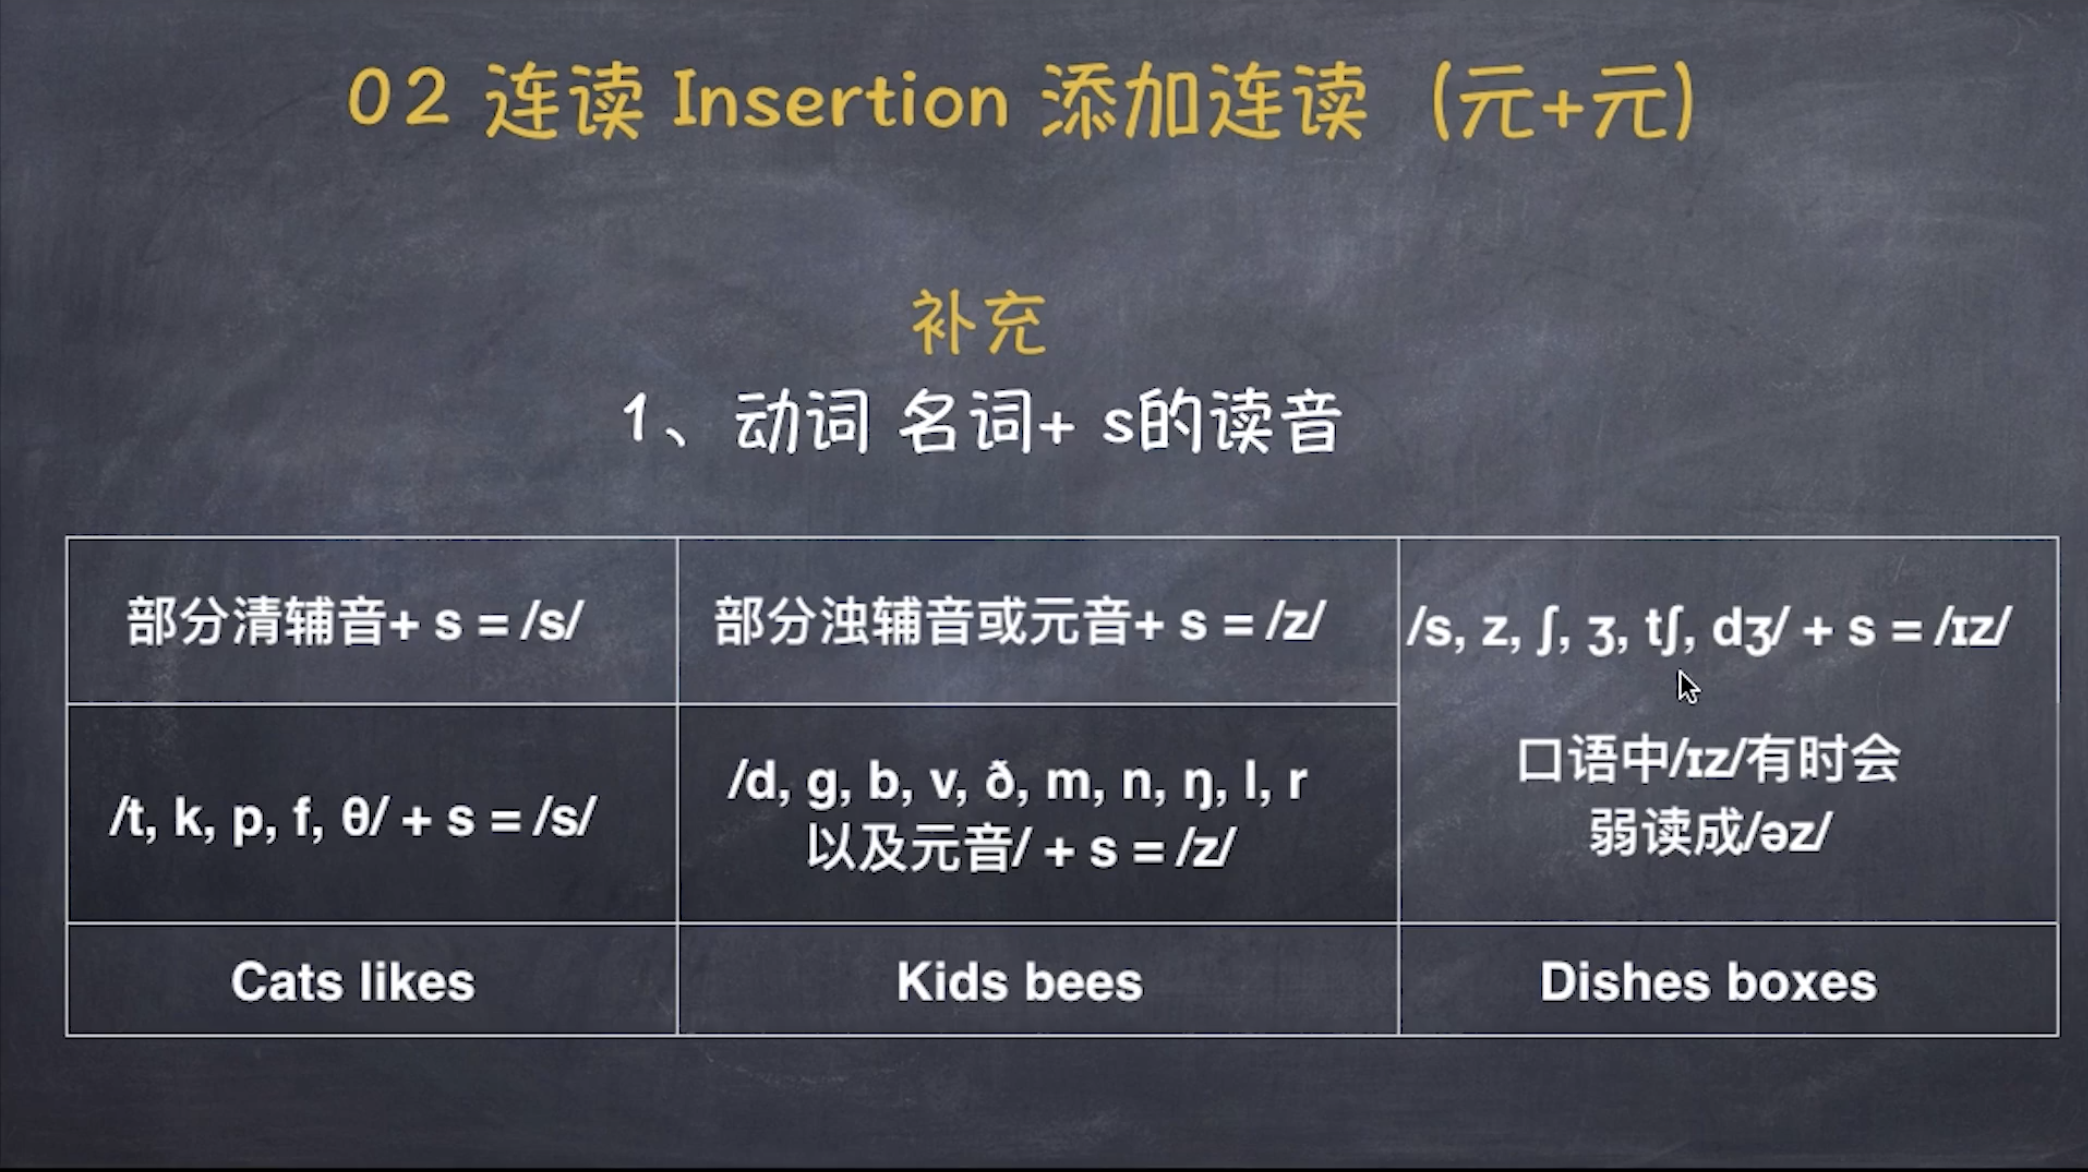 02 连读 Insertion 添加连读（元+元）
补充
1、动词 名词+ s的读音
部分清辅音+ s = /s/
部分浊辅音或元音+ s = /z/
/s, z, ʃ, ʒ, tʃ, dʒ/ + s = /ɪz/
口语中/ɪz/有时会
弱读成/əz/
/t, k, p, f, θ/ + s = /s/
/d, g, b, v, ð, m, n, ŋ, l, r
以及元音/ + s = /z/
Cats likes
Kids bees
Dishes boxes